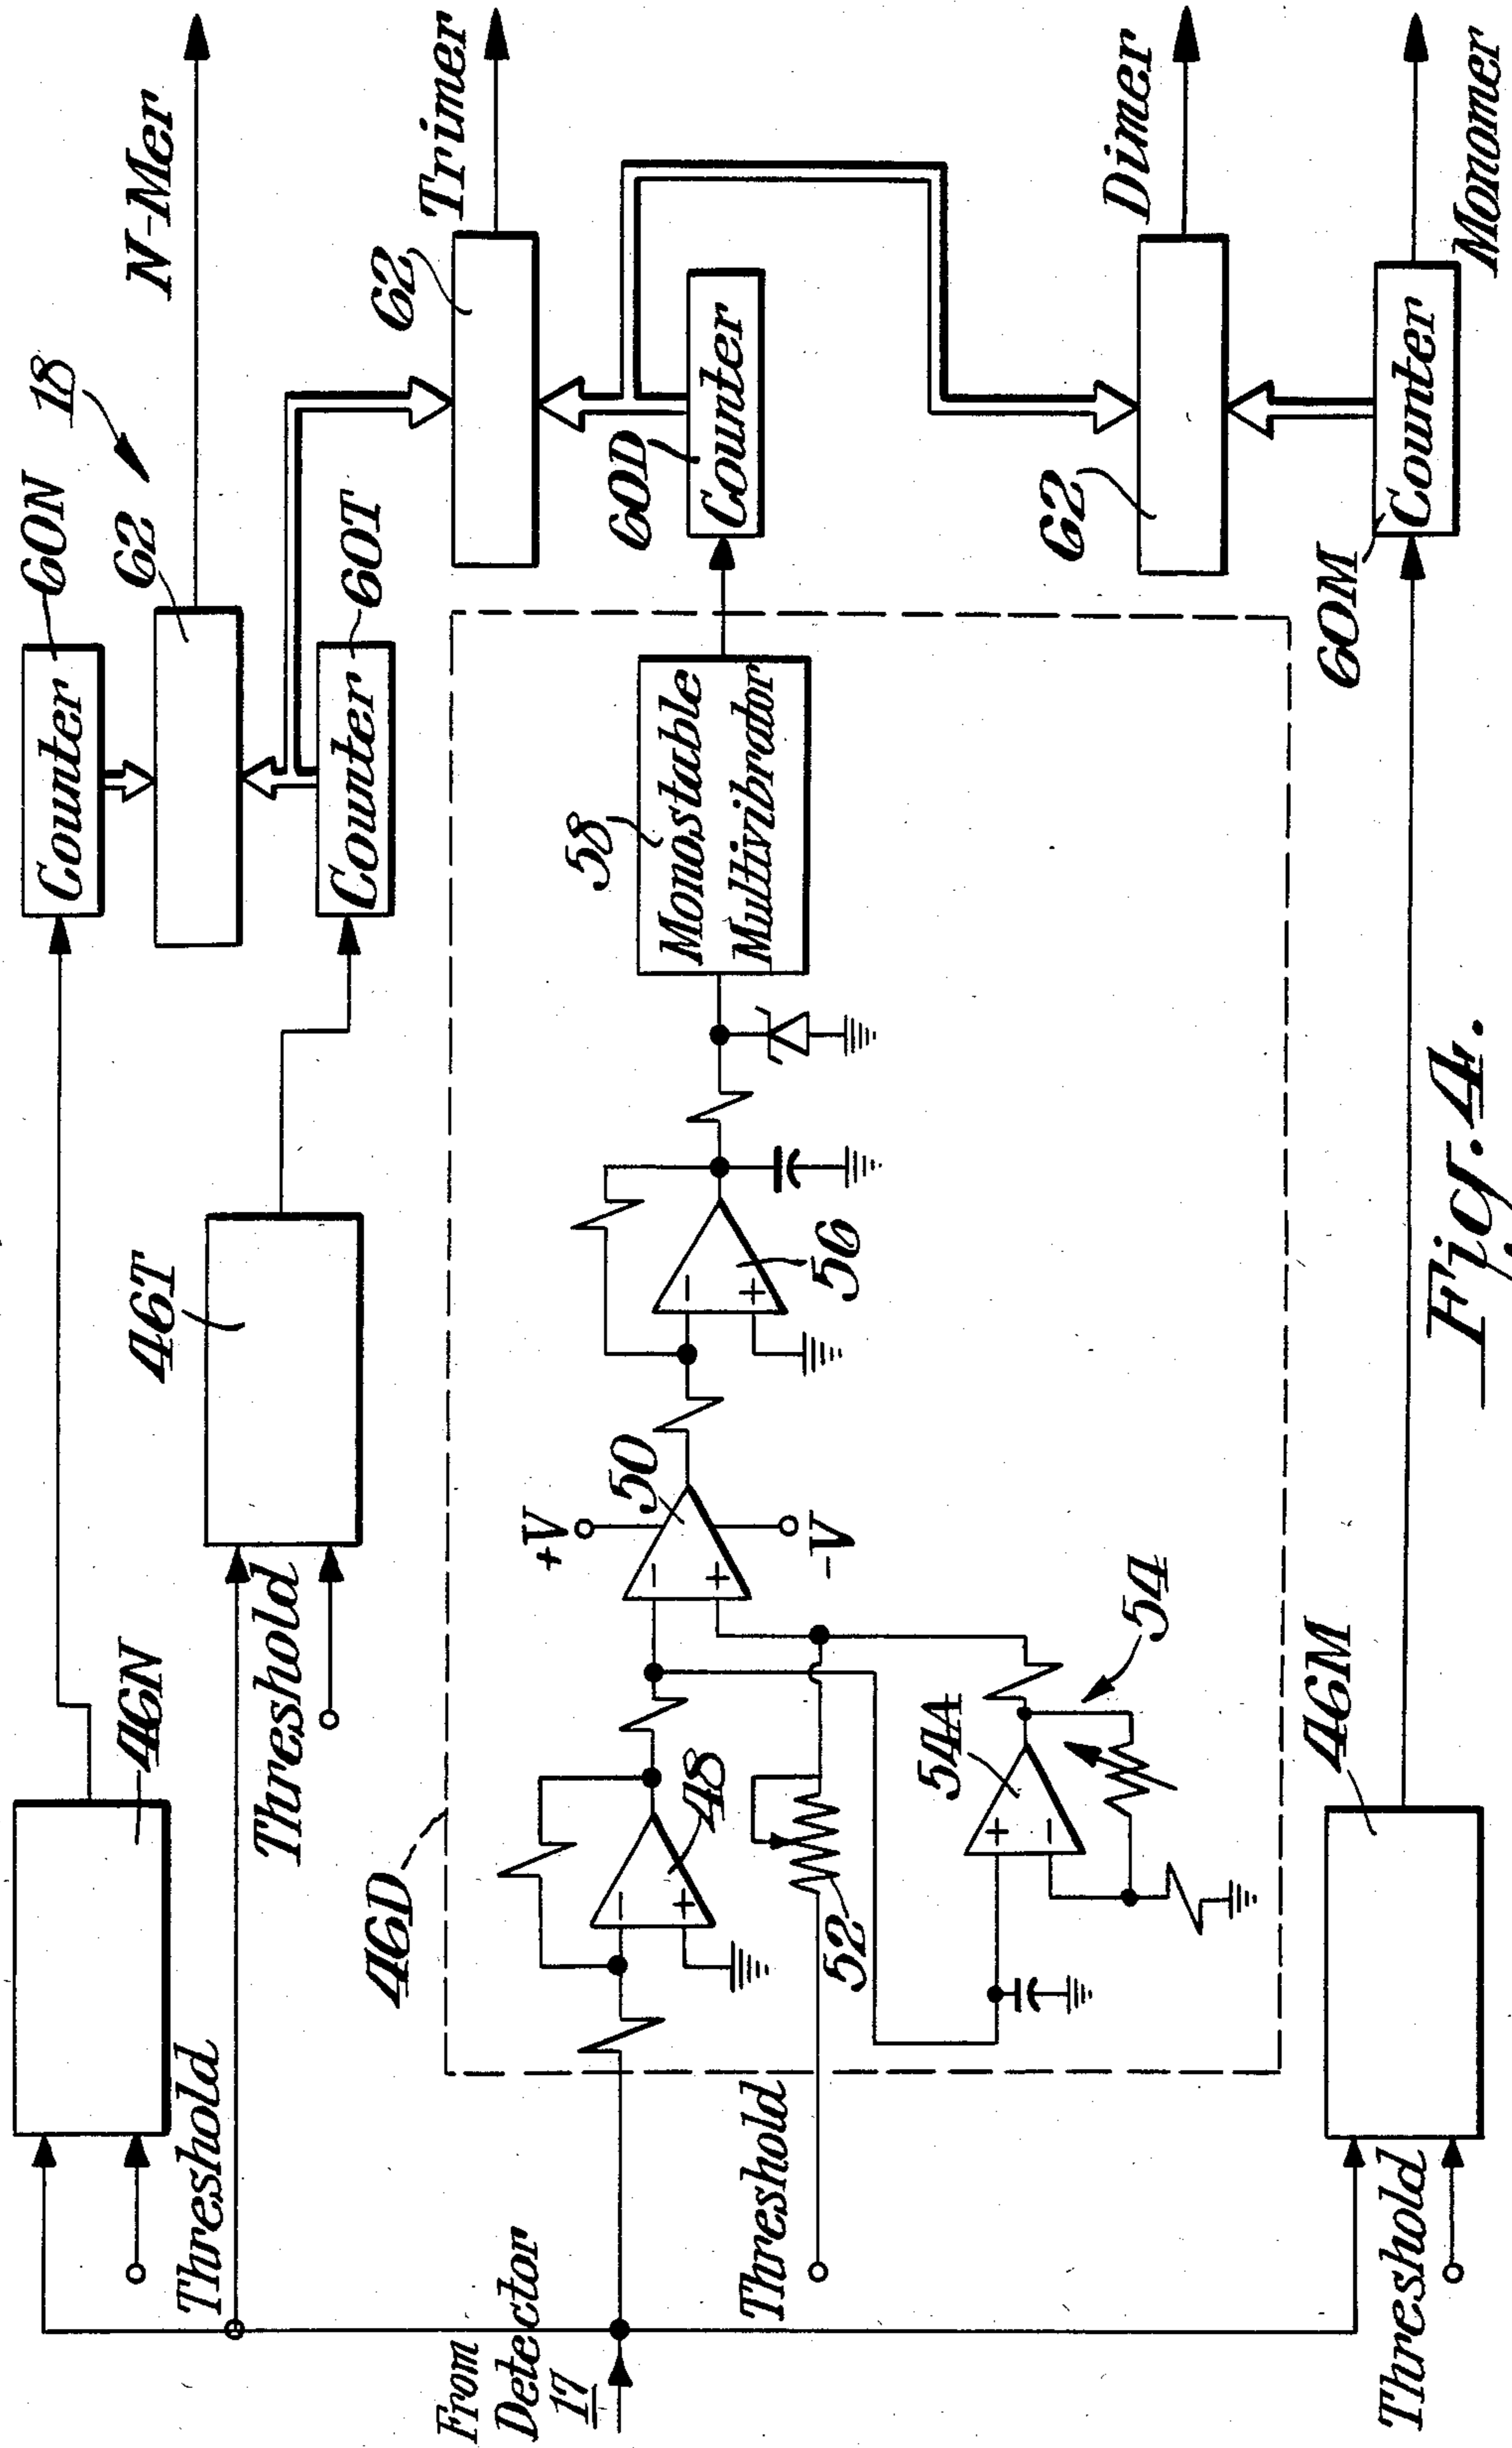 60N
18
Counter
62
N-Mer
46N
Threshold
46T
Threshold
Counter
60T
62
Trimer
46D
+V
50
58
Monostable
Multivibrator
60D
Counter
From
Detector
17
−
+
48
−
+
−V
−
+
56
Threshold
52
54A
+
−
54
62
Dimer
46M
Threshold
60M
Counter
Monomer
Fig. 4.